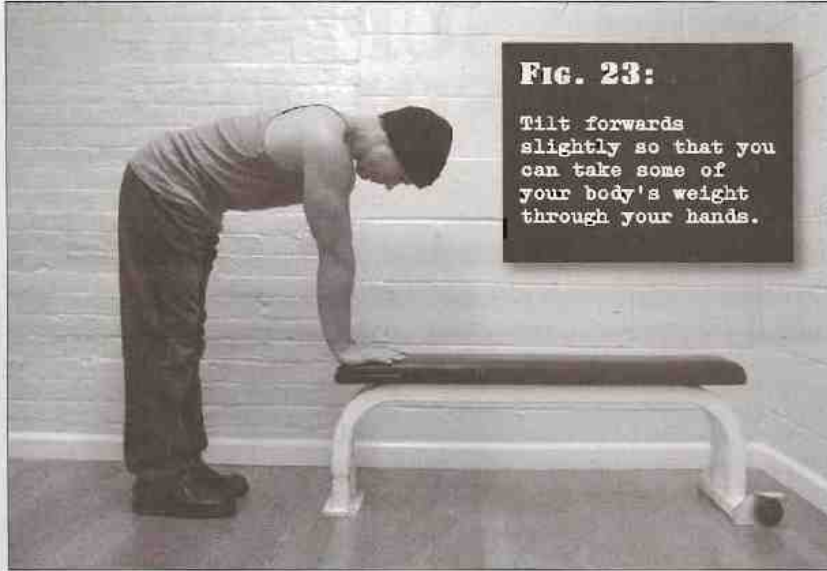 FIG. 23:
Tilt forwards
slightly so that you
can take some of
your body's weight
through your hands.